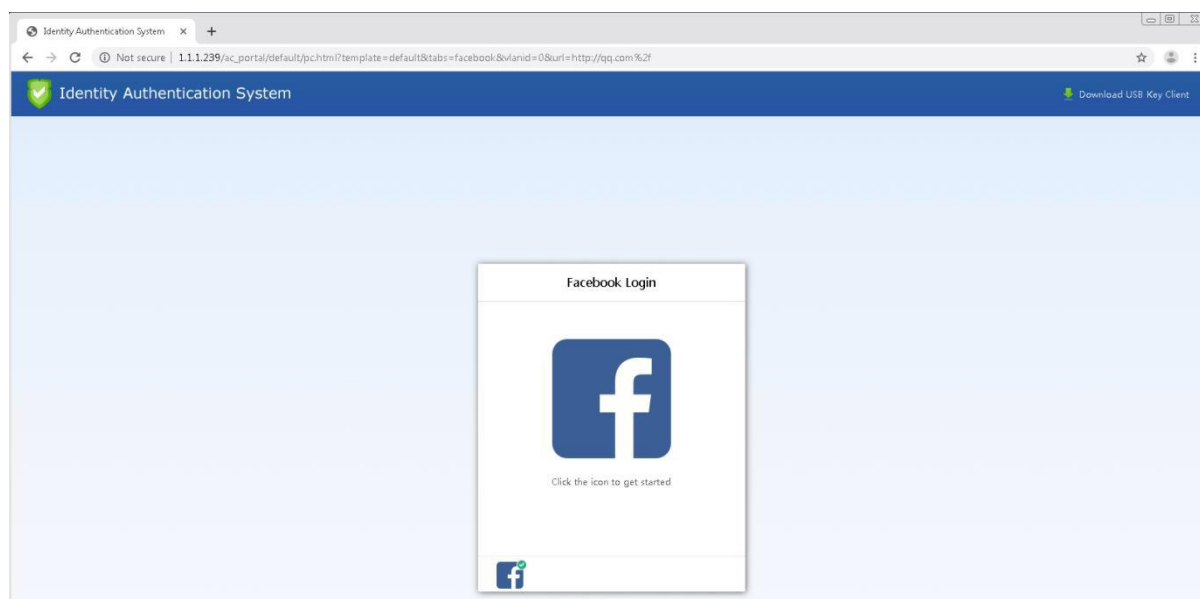 Identity Authentication System
Not secure | 1.1.1.239/ac_portal/default/pc.html?template=default&tabs=facebook&vlanid=0&url=http://qq.com%2f
Identity Authentication System
Download USB Key Client
Facebook Login
Click the icon to get started